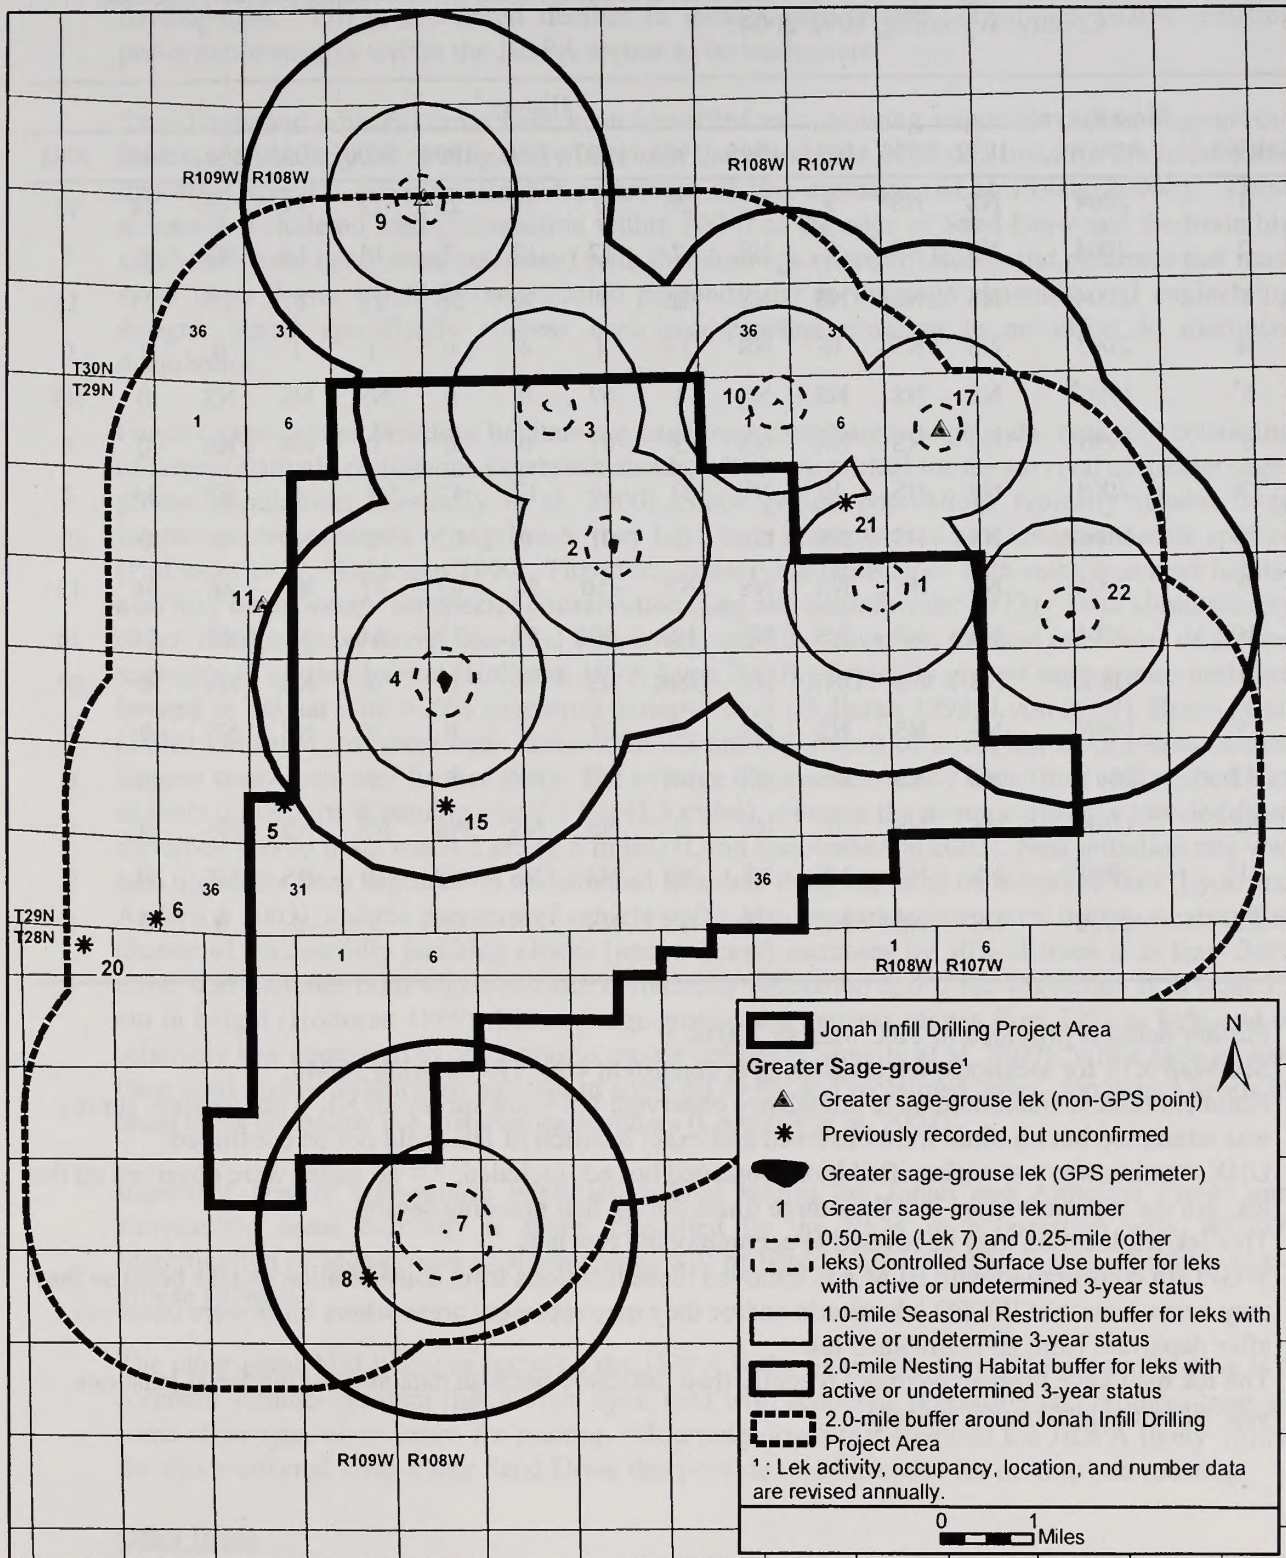 R109W R108W
R108W R107W
9
36
31
36
31
T30N
T29N
1
6
3
10
6
17
21
2
11
1
22
4
5
15
36
31
36
6
T29N
T28N
20
1
6
1
6
R108W R107W
7
8
R109W R108W
Jonah Infill Drilling Project Area
N
Greater Sage-grouse¹
Greater sage-grouse lek (non-GPS point)
Previously recorded, but unconfirmed
Greater sage-grouse lek (GPS perimeter)
1 Greater sage-grouse lek number
0.50-mile (Lek 7) and 0.25-mile (other
leks) Controlled Surface Use buffer for leks
with active or undetermined 3-year status
1.0-mile Seasonal Restriction buffer for leks with
active or undetermine 3-year status
2.0-mile Nesting Habitat buffer for leks with
active or undetermined 3-year status
2.0-mile buffer around Jonah Infill Drilling
Project Area
¹ : Lek activity, occupancy, location, and number data
are revised annually.
0 1
Miles